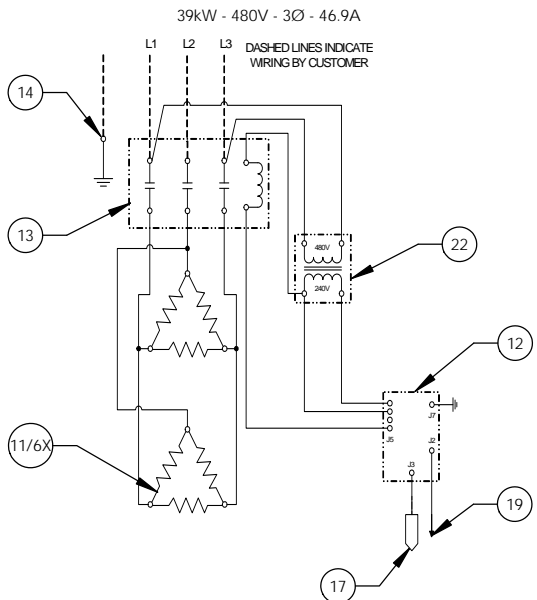 39kW - 480V - 3Ø - 46.9A
L1 L2 L3
DASHED LINES INDICATE
WIRING BY CUSTOMER
14
13
480V
240V
22
12
J5
J7
J2
J3
11/6X
19
17